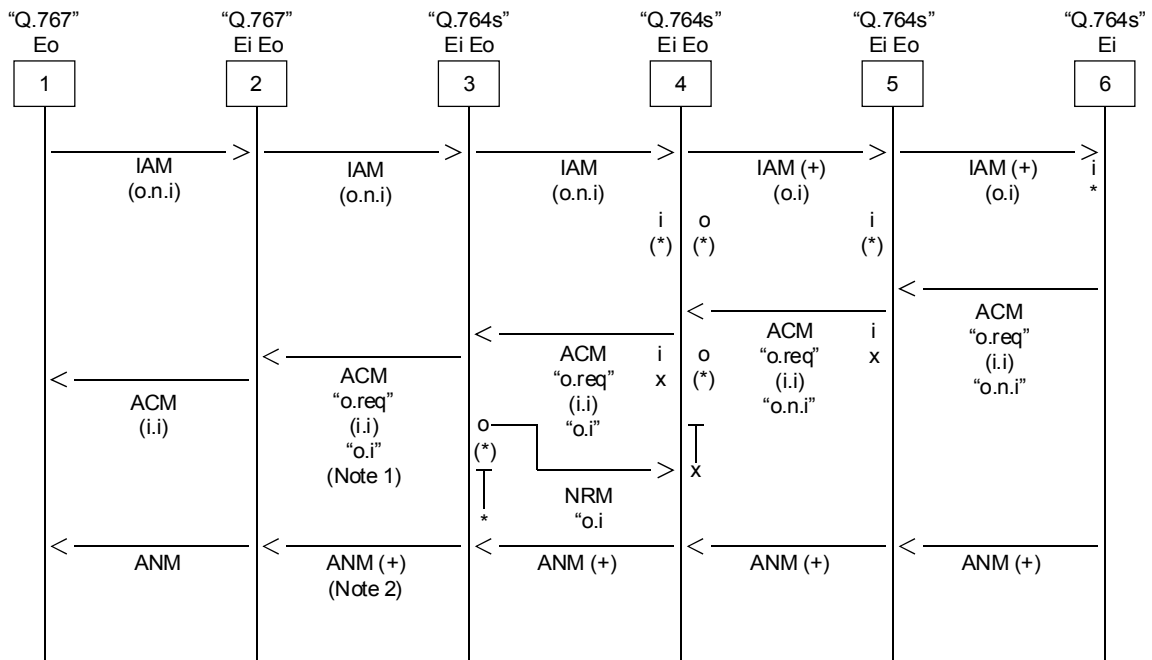 “Q.767” “Q.767” “Q.764s” “Q.764s” “Q.764s” “Q.764s”
Eo Ei Eo Ei Eo Ei Eo Ei Eo Ei
1 2 3 4 5 6
IAM IAM IAM IAM (+) IAM (+) i
(o.n.i) (o.n.i) (o.n.i) (o.i) (o.i) *
i o i
(*) (*) (*)
ACM
“o.req”
(i.i)
“o.n.i”
ACM i
“o.req” x
(i.i)
“o.n.i”
ACM i o
“o.req” x (*)
(i.i)
“o.i”
ACM
“o.req”
(i.i)
“o.i”
(Note 1)
ACM
(i.i)
o
(*)
x
NRM
“o.i
*
ANM ANM (+) ANM (+) ANM (+) ANM (+)
(Note 2)